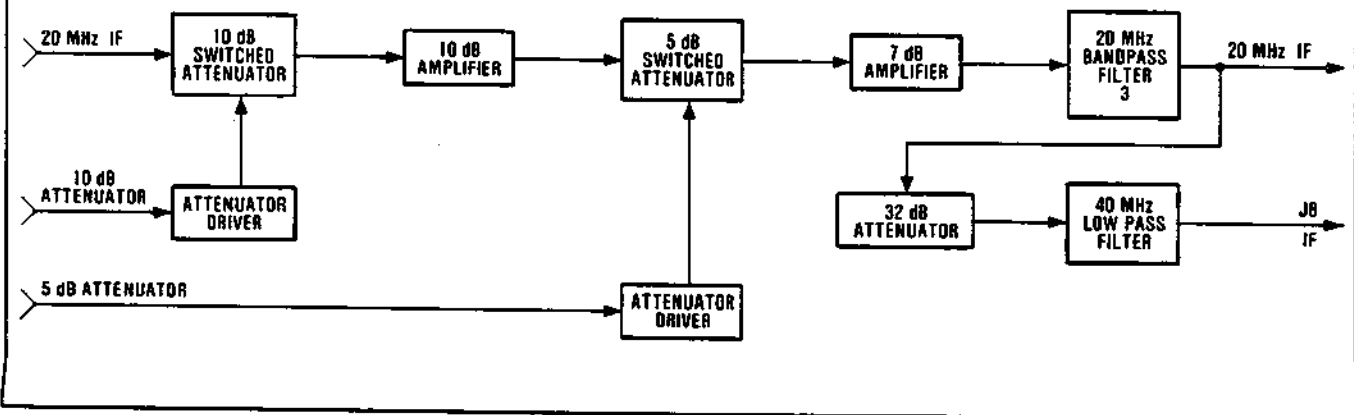 20 MHz IF
10 dB
SWITCHED
ATTENUATOR
10 dB
AMPLIFIER
5 dB
SWITCHED
ATTENUATOR
7 dB
AMPLIFIER
20 MHz
BANDPASS
FILTER
3
20 MHz IF
10 dB
ATTENUATOR
ATTENUATOR
DRIVER
32 dB
ATTENUATOR
40 MHz
LOW PASS
FILTER
J8
IF
5 dB ATTENUATOR
ATTENUATOR
DRIVER